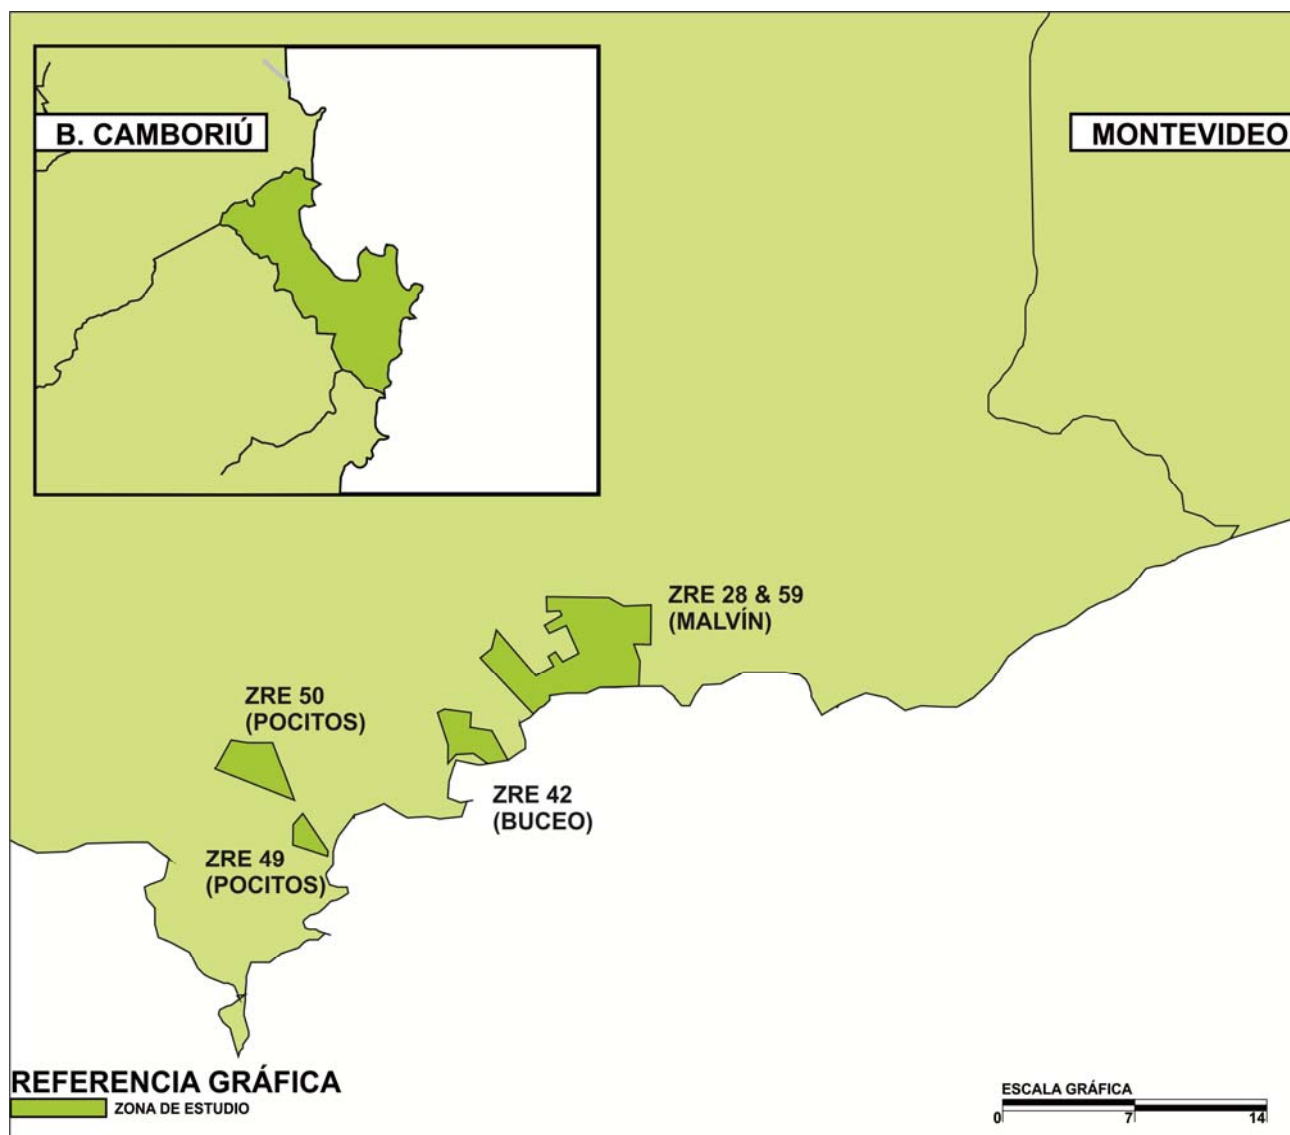 B. CAMBORIÚ
MONTEVIDEO
ZRE 28 & 59
(MALVÍN)
ZRE 50
(POCITOS)
ZRE 42
(BUCEO)
ZRE 49
(POCITOS)
REFERENCIA GRÁFICA
ZONA DE ESTUDIO
ESCALA GRÁFICA
0 7 14